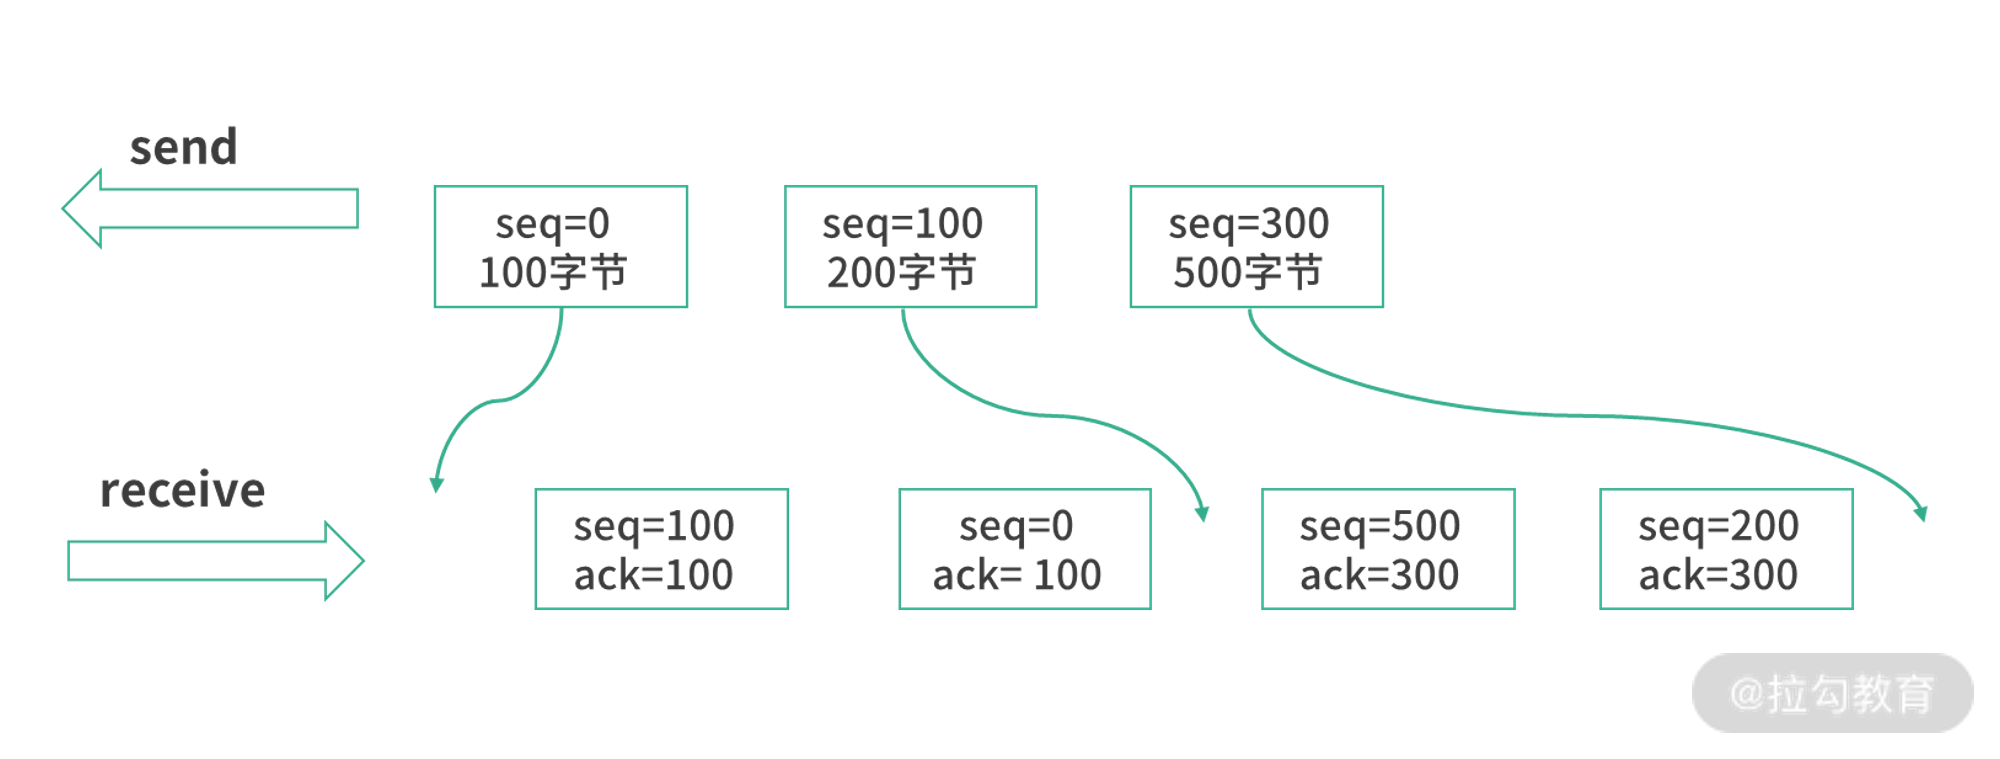 send
seq=0
100字节
seq=100
200字节
seq=300
500字节
receive
seq=100
ack=100
seq=0
ack= 100
seq=500
ack=300
seq=200
ack=300
@拉勾教育